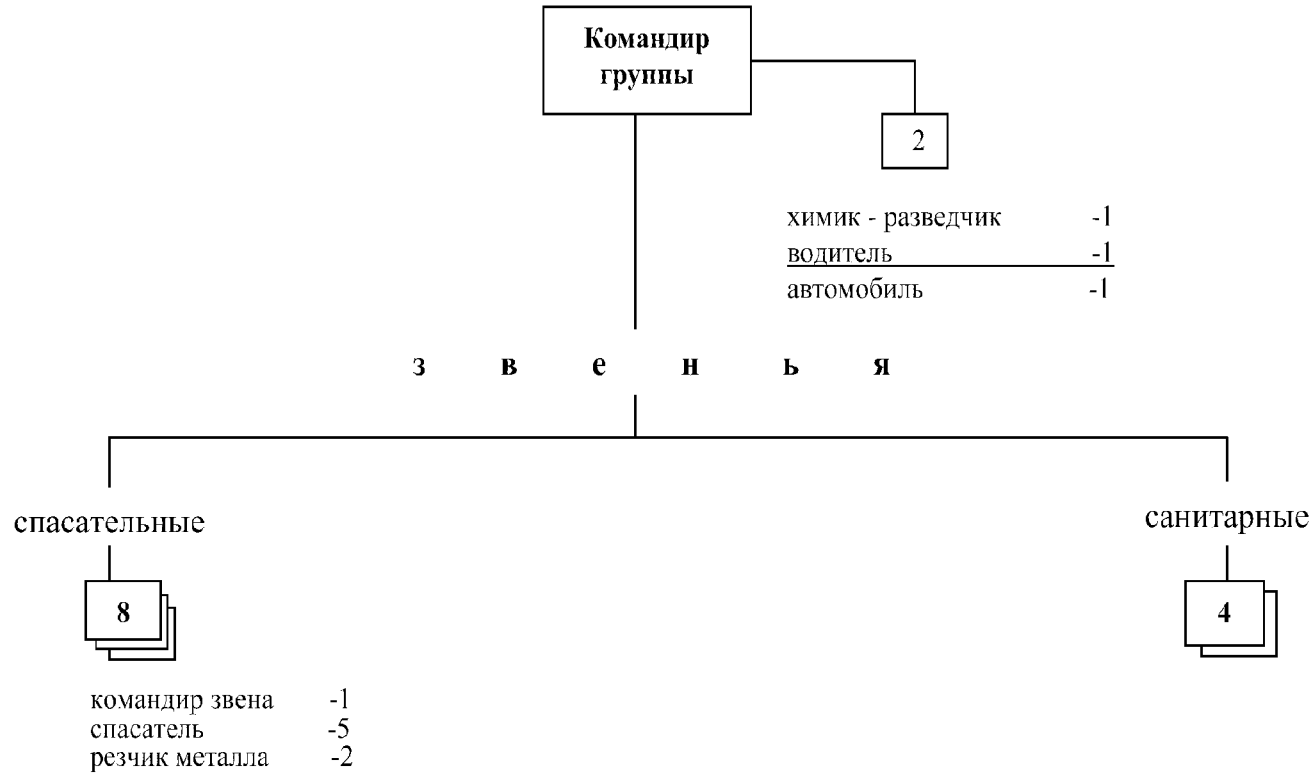 Командир
группы
2
химик - разведчик -1
водитель -1
автомобиль -1
з в е н ь я
спасательные
санитарные
8
4
командир звена -1
спасатель -5
резчик металла -2